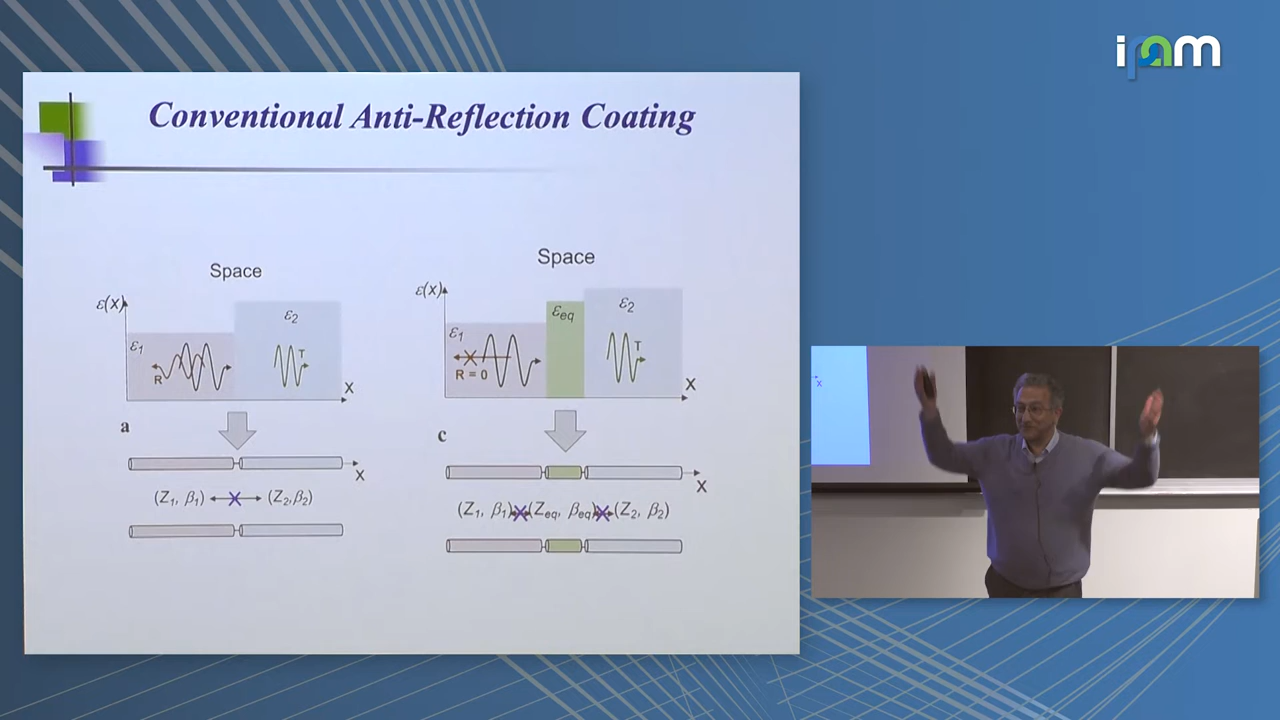 ipam
Conventional Anti-Reflection Coating
Space
ε(x)
ε1
ε2
R
T
x
a
x
(Z1, β1) (Z2,β2)
Space
ε(x)
ε1
εeq
ε2
R = 0
T
x
c
x
(Z1, β1) (Zeq, βeq) (Z2, β2)
x